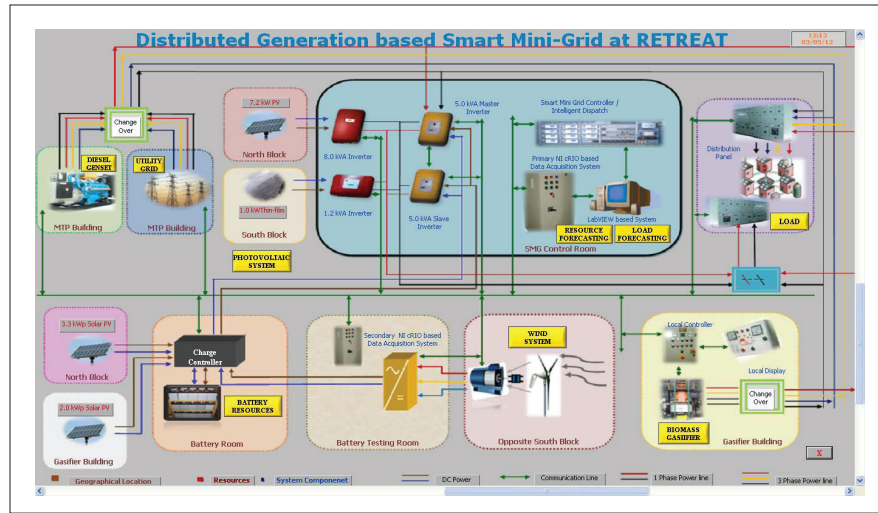 Distributed Generation based Smart Mini-Grid at RETREAT
03/05/12
7.2 kW PV
North Block
8.0 kVA Inverter
5.0 kVA Master
Inverter
Smart Mini Grid Controller /
Intelligent Dispatch
Change
Over
DIESEL
GENSET
UTILITY
GRID
MTP Building
MTP Building
1.0 kWThin-film
South Block
1.2 kVA Inverter
5.0 kVA Slave
Inverter
Primary NI cRIO based
Data Acquisition System
LabVIEW based System
RESOURCE
FORECASTING
LOAD
FORECASTING
SMG Control Room
Distribution
Panel
LOAD
PHOTOVOLTAIC
SYSTEM
3.3 kWp Solar PV
North Block
2.0 kWp Solar PV
Gasifier Building
Charge
Controller
BATTERY
RESOURCES
Battery Room
Secondary NI cRIO based
Data Acquisition System
Battery Testing Room
WIND
SYSTEM
Opposite South Block
Local Controller
Local Display
BIOMASS
GASIFIER
Change
Over
Gasifier Building
X
Geographical Location
Resources
System Componenet
DC Power
Communication Line
1 Phase Power line
3 Phase Power line